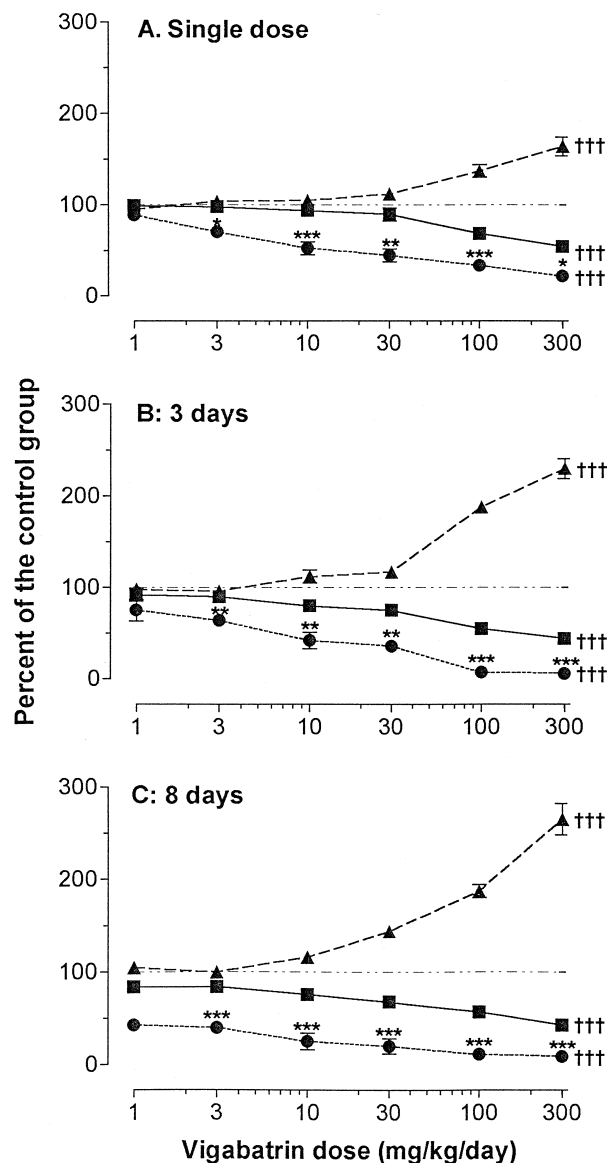 A. Single dose
300
200
100
0
†††
* *** ** *** *
†††
†††
1 3 10 30 100 300
B: 3 days
300
200
100
0
†††
** ** ** *** ***
†††
†††
1 3 10 30 100 300
C: 8 days
300
200
100
0
†††
*** *** *** *** ***
†††
†††
1 3 10 30 100 300
Percent of the control group
Vigabatrin dose (mg/kg/day)